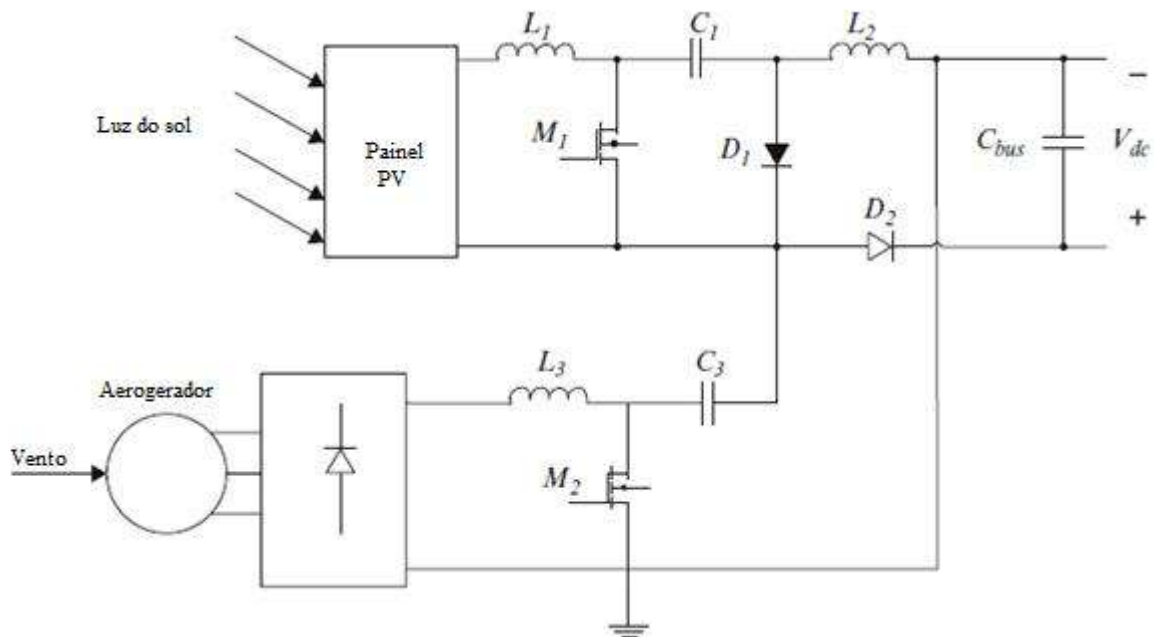 L1
C1
L2
Luz do sol
Painel
PV
M1
D1
Cbus
−
Vdc
+
D2
L3
C3
Aerogerador
Vento
M2